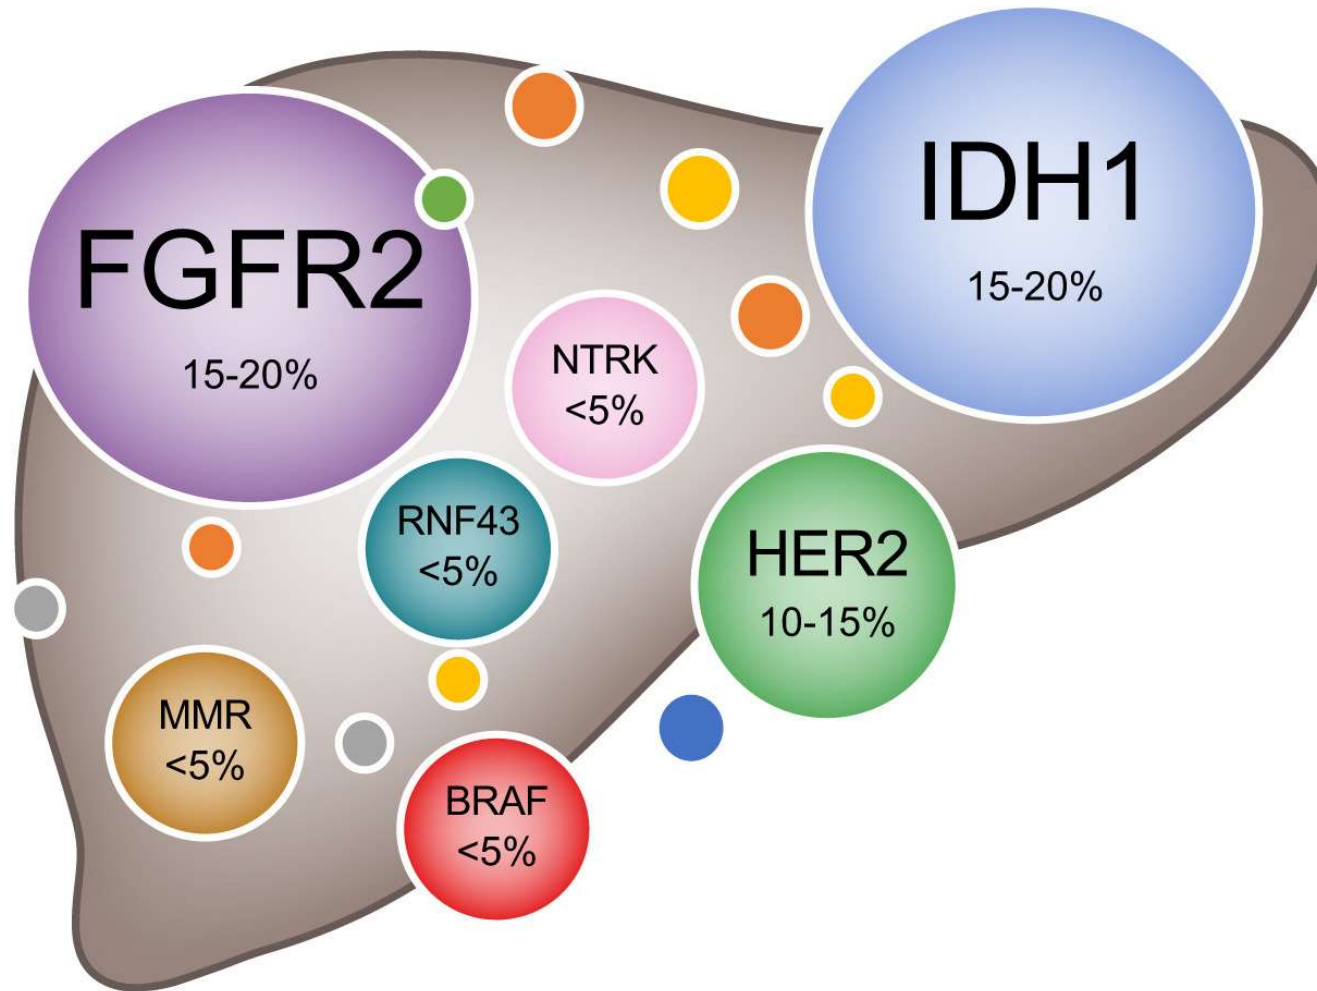 FGFR2
15-20%
IDH1
15-20%
NTRK
<5%
RNF43
<5%
HER2
10-15%
MMR
<5%
BRAF
<5%